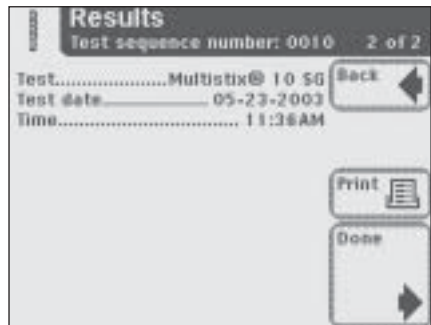 Results
Test sequence number: 0010 2 of 2
Test....................Multistix® 10 SG
Test date.................... 05-23-2003
Time................................ 11:36AM
Back
Print
Done